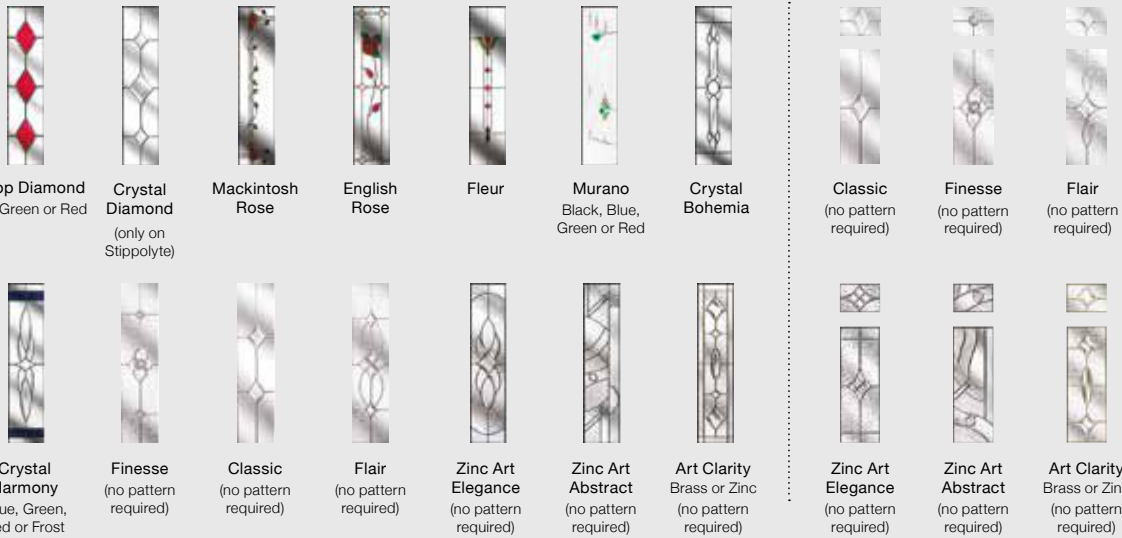 Diamond
Green or Red
Crystal
Diamond
(only on
Stippolyte)
Mackintosh
Rose
English
Rose
Fleur
Murano
Black, Blue,
Green or Red
Crystal
Bohemia
Classic
(no pattern
required)
Finesse
(no pattern
required)
Flair
(no pattern
required)
Crystal
Harmony
Blue, Green,
Red or Frost
Finesse
(no pattern
required)
Classic
(no pattern
required)
Flair
(no pattern
required)
Zinc Art
Elegance
(no pattern
required)
Zinc Art
Abstract
(no pattern
required)
Art Clarity
Brass or Zinc
(no pattern
required)
Zinc Art
Elegance
(no pattern
required)
Zinc Art
Abstract
(no pattern
required)
Art Clarity
Brass or Zinc
(no pattern
required)